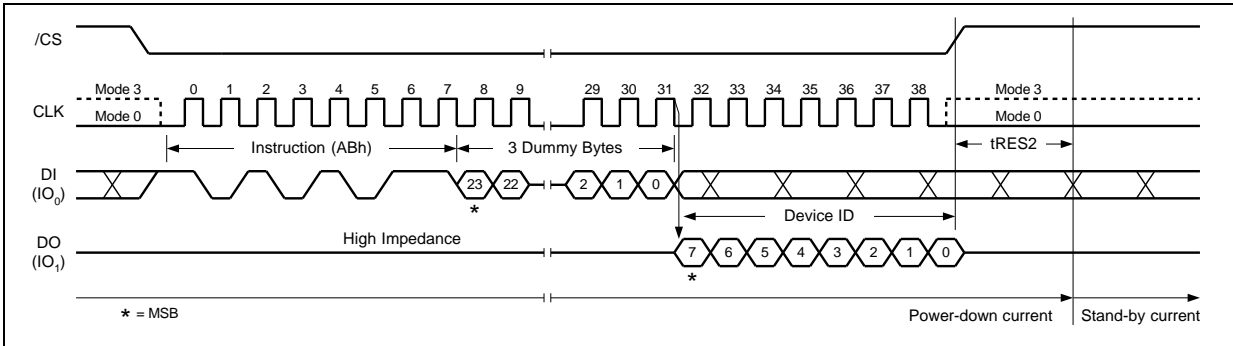 /CS
Mode 3 0 1 2 3 4 5 6 7 8 9 29 30 31 32 33 34 35 36 37 38 Mode 3
CLK
Mode 0 Mode 0
Instruction (ABh) 3 Dummy Bytes tRES2
DI
(IO0)
23 22 2 1 0
*
Device ID
High Impedance
DO
(IO1)
7 6 5 4 3 2 1 0
*
* = MSB
Power-down current Stand-by current